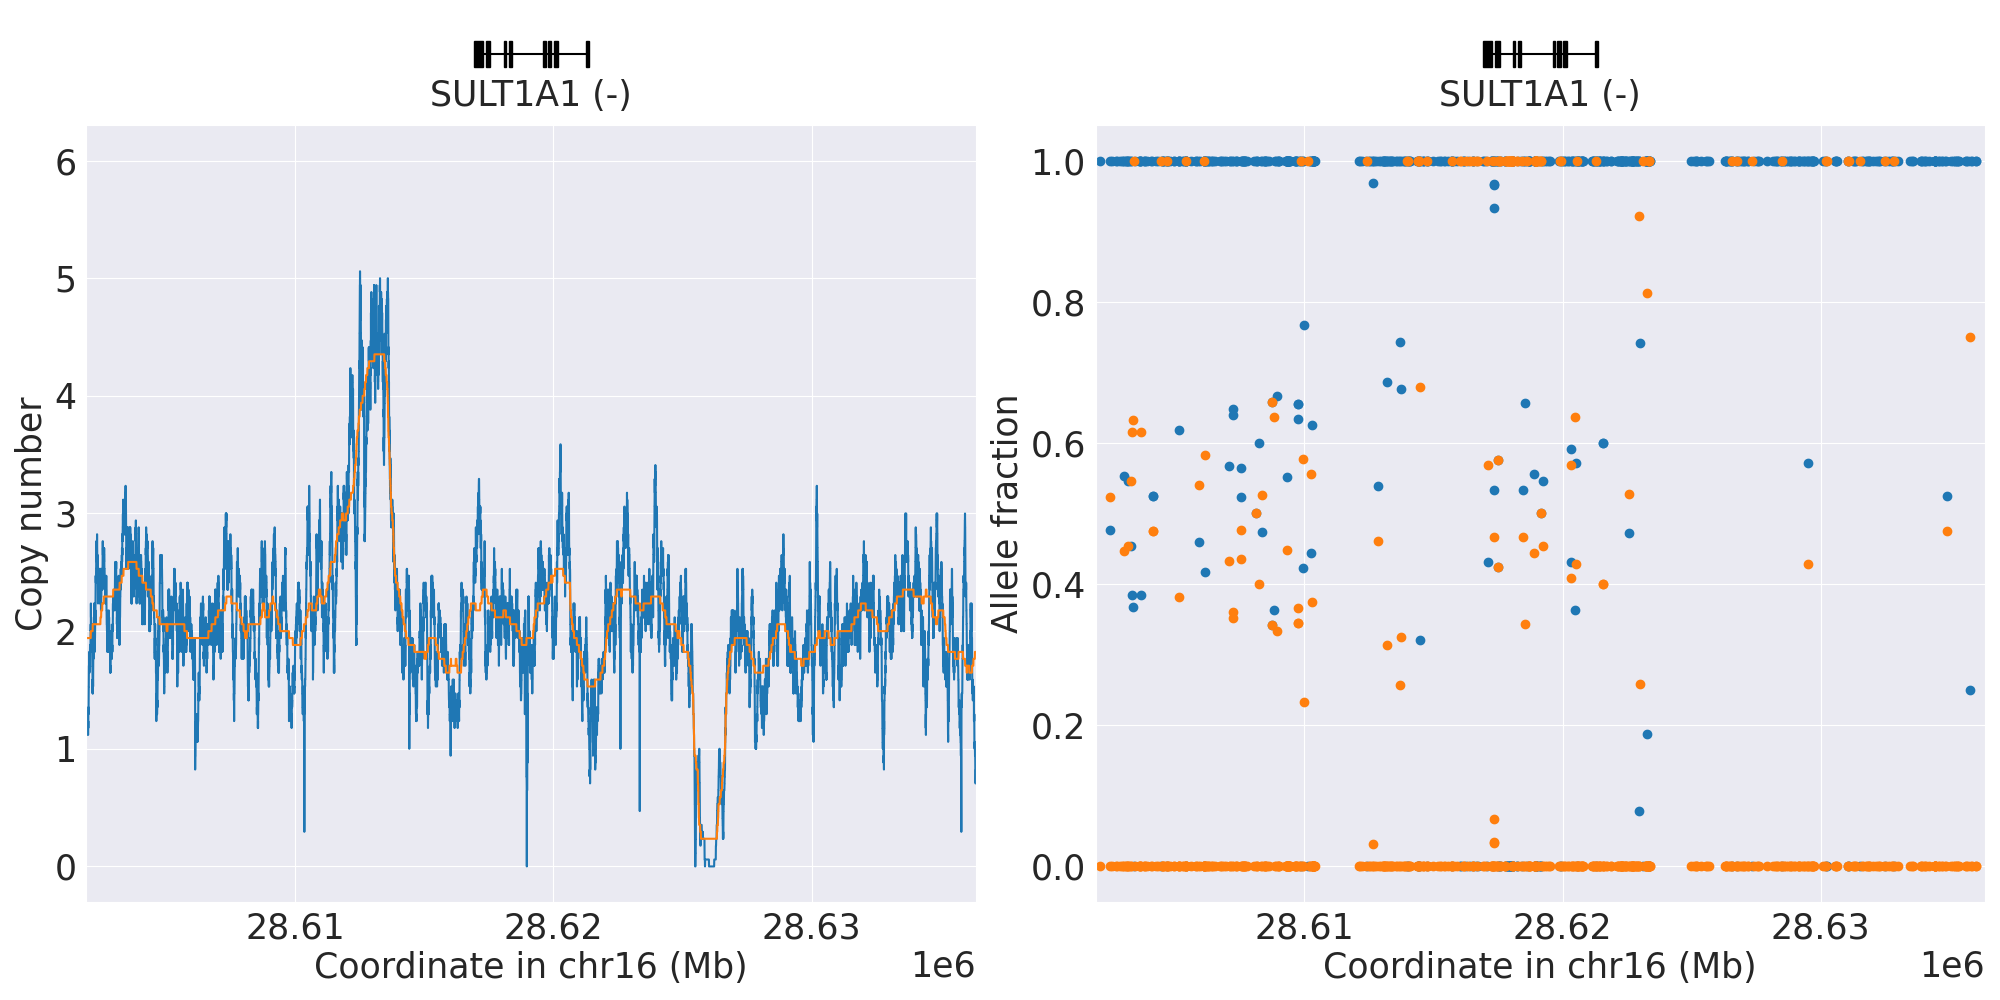 SULT1A1 (-)
6
5
4
3
2
1
0
Copy number
28.61
28.62
28.63
Coordinate in chr16 (Mb)
1e6
SULT1A1 (-)
1.0
0.8
0.6
0.4
0.2
0.0
Allele fraction
28.61
28.62
28.63
Coordinate in chr16 (Mb)
1e6